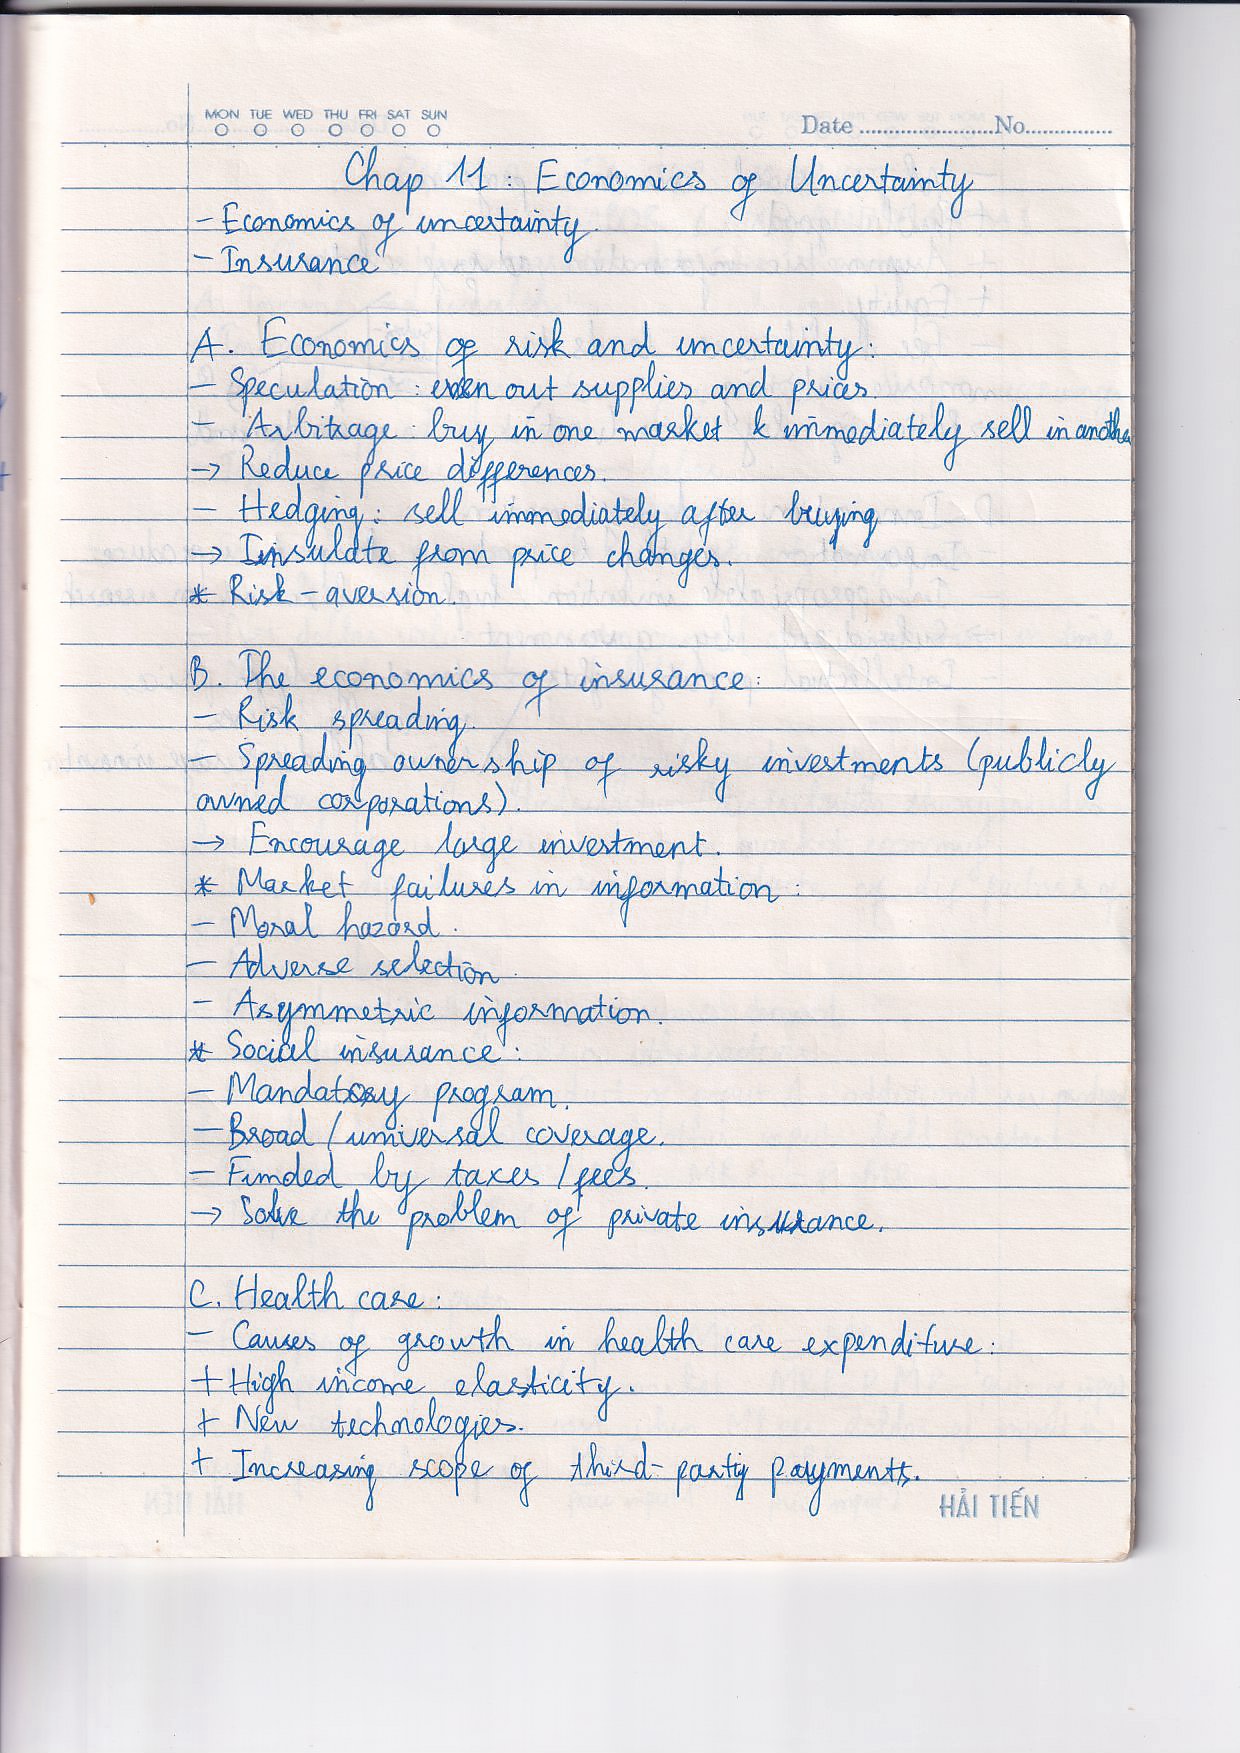 MON TUE WED THU FRI SAT SUN
Date ........................No...............
Chap 11 : Economics of Uncertainty
- Economics of uncertainty.
- Insurance
A. Economics of risk and uncertainty:
- Speculation : even out supplies and prices.
- Arbitrage: buy in one market & immediately sell in another
→ Reduce price differences.
- Hedging: sell immediately after buying
→ Insulate from price changes.
* Risk-aversion.
B. The economics of insurance:
- Risk spreading.
- Spreading ownership of risky investments (publicly
owned corporations).
→ Encourage large investment.
* Market failures in information:
- Moral hazard.
- Adverse selection.
- Asymmetric information.
* Social insurance:
- Mandatory program.
- Broad / universal coverage.
- Funded by taxes / fees.
→ Solve the problem of private insurance.
C. Health care:
- Causes of growth in health care expenditure:
+ High income elasticity.
+ New technologies.
+ Increasing scope of third-party payments.
HẢI TIẾN